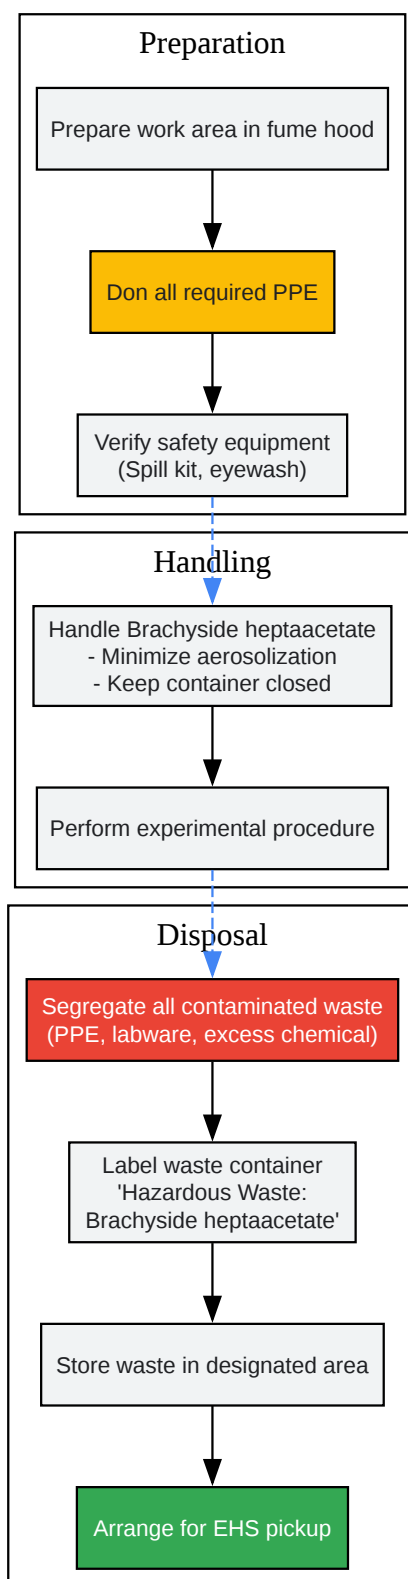 Preparation
Prepare work area in fume hood
Don all required PPE
Verify safety equipment
(Spill kit, eyewash)
Handling
Handle Brachyside heptaacetate
- Minimize aerosolization
- Keep container closed
Perform experimental procedure
Disposal
Segregate all contaminated waste
(PPE, labware, excess chemical)
Label waste container
'Hazardous Waste:
Brachyside heptaacetate'
Store waste in designated area
Arrange for EHS pickup